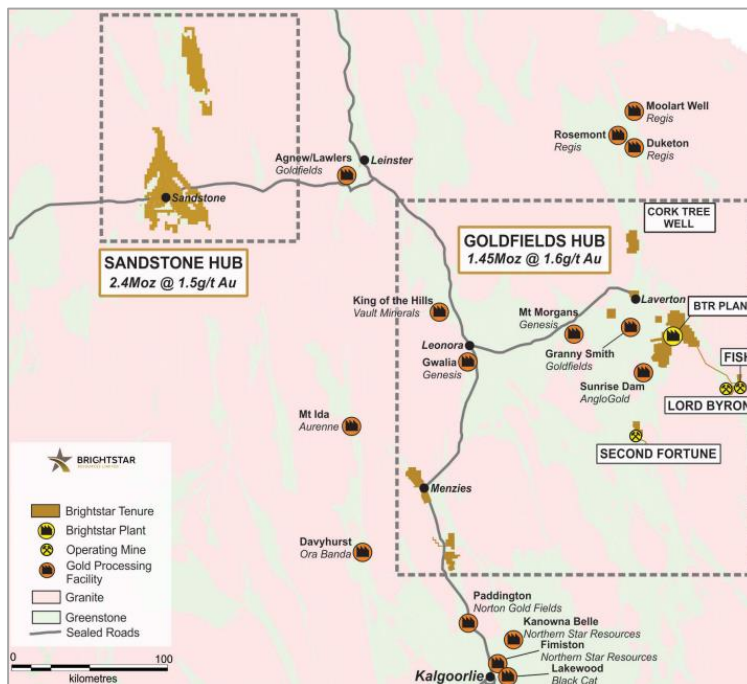 Moolart Well
Regis
Rosemont
Regis
Duketon
Regis
Agnew/Lawlers
Goldfields
Leinster
Sandstone
CORK TREE
WELL
SANDSTONE HUB
2.4Moz @ 1.5g/t Au
GOLDFIELDS HUB
1.45Moz @ 1.6g/t Au
King of the Hills
Vault Minerals
Mt Morgans
Genesis
Laverton
BTR PLAN
Leonora
Granny Smith
Goldfields
Gwalia
Genesis
Sunrise Dam
AngloGold
FISH
LORD BYRON
Mt Ida
Aurenne
SECOND FORTUNE
BRIGHTSTAR
Menzies
Brightstar Tenure
Brightstar Plant
Operating Mine
Gold Processing
Facility
Granite
Greenstone
Sealed Roads
Davyhurst
Ora Banda
Paddington
Norton Gold Fields
Kanowna Belle
Northern Star Resources
Fimiston
Northern Star Resources
Lakewood
Black Cat
Kalgoorlie
0 100
kilometres